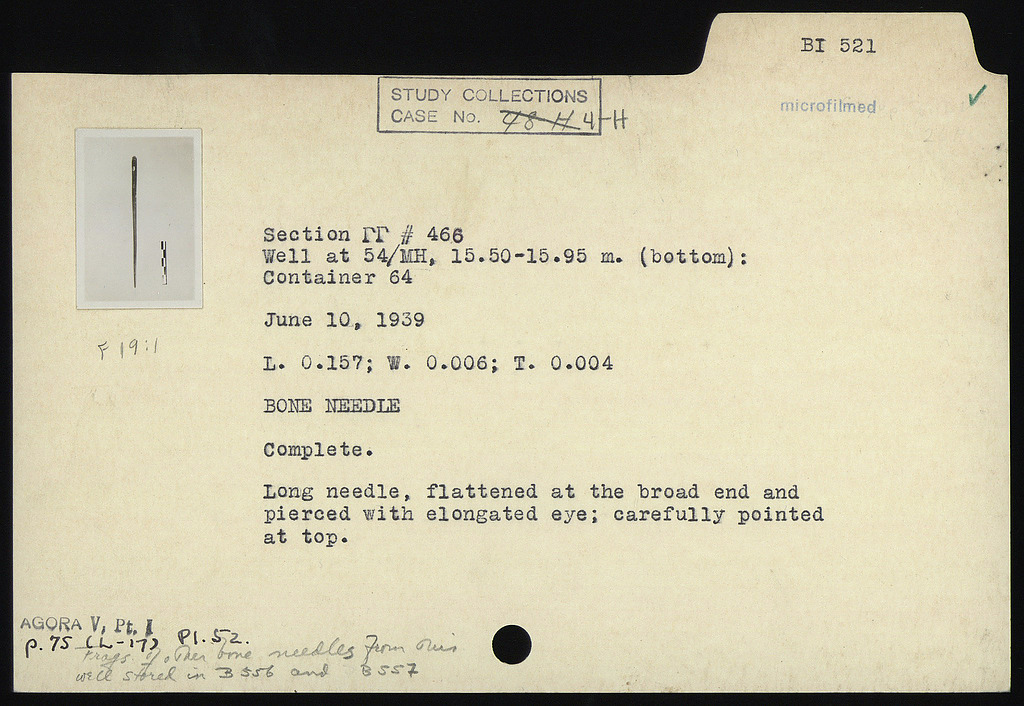 BI 521
STUDY COLLECTIONS
CASE No. 48-H 4-H
microfilmed ✓
Section ΓΓ # 466
Well at 54/MH, 15.50-15.95 m. (bottom):
Container 64
June 10, 1939
F 19:1
L. 0.157; W. 0.006; T. 0.004
BONE NEEDLE
Complete.
Long needle, flattened at the broad end and
pierced with elongated eye; carefully pointed
at top.
AGORA V, Pt. I
p. 75 (L-17) Pl. 52.
Frags of other bone needles from this
well stored in B 556 and B 557